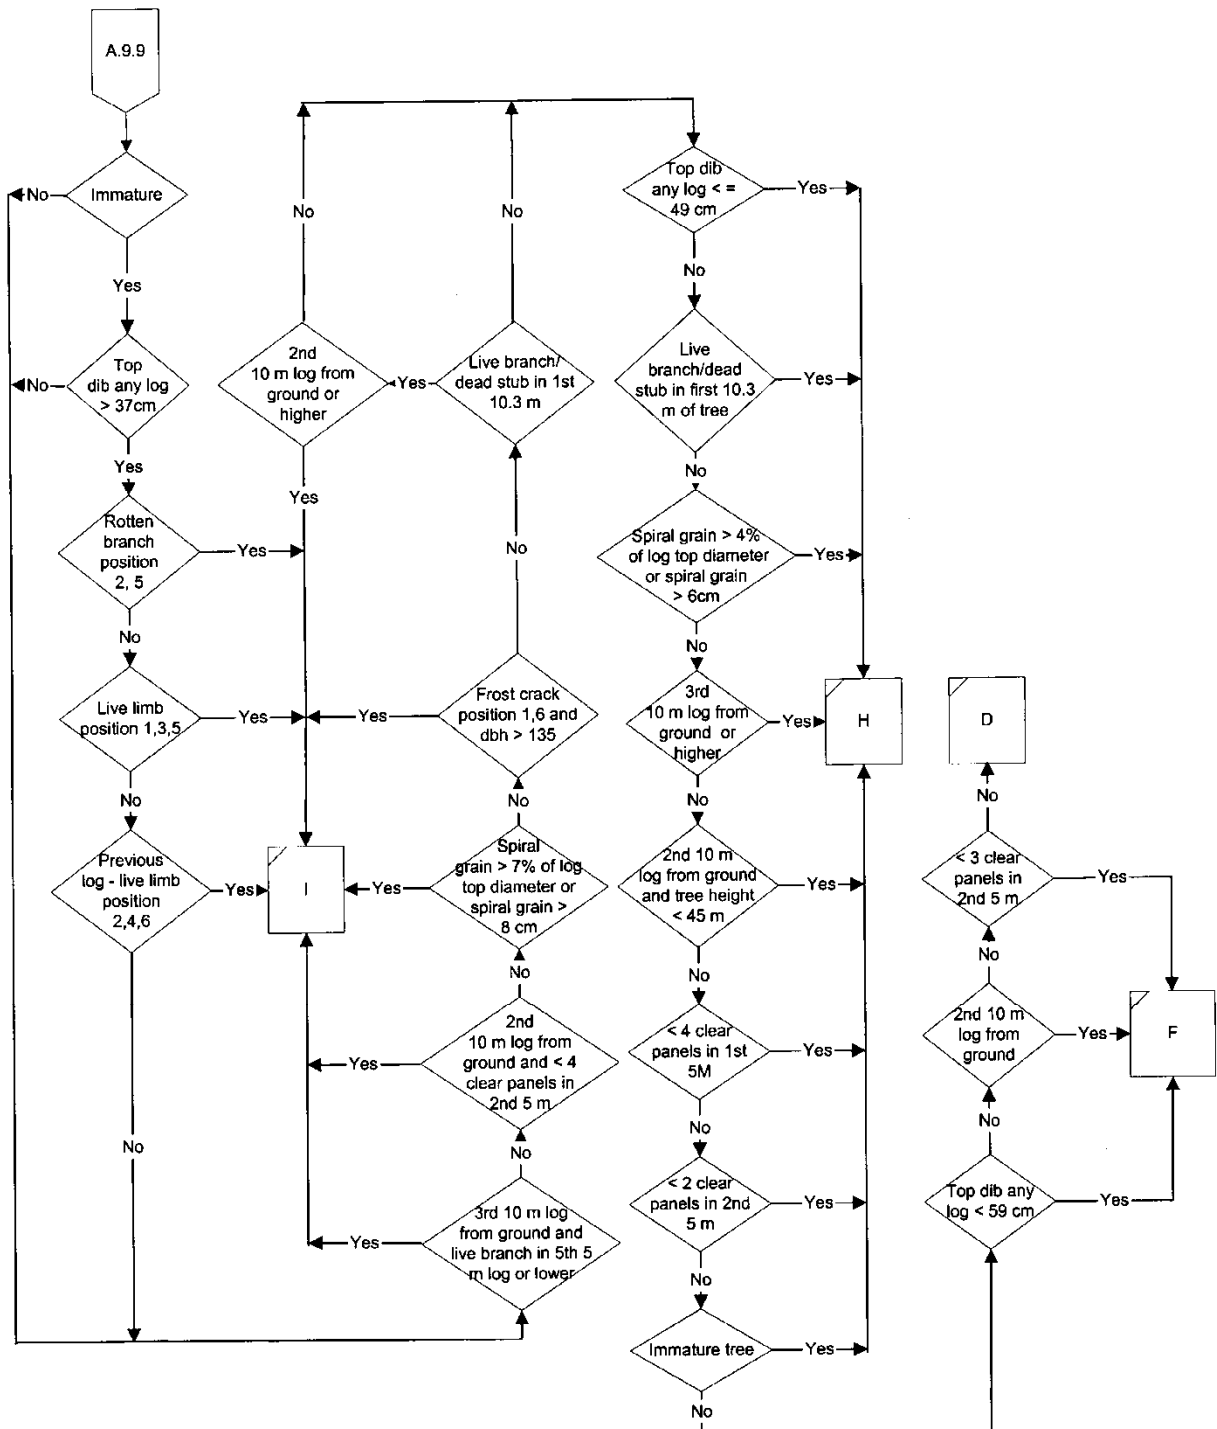 A.9.9
Immature
No
Yes
Top
dib any log
> 37cm
No
Yes
Rotten
branch
position
2, 5
Yes
No
Live limb
position 1,3,5
Yes
No
Previous
log - live limb
position
2,4,6
Yes
No
3rd 10 m log
from ground and
live branch in 5th 5
m log or lower
Yes
No
2nd
10 m log from
ground and < 4
clear panels in
2nd 5 m
Yes
No
Spiral
grain > 7% of log
top diameter or
spiral grain >
8 cm
Yes
No
Frost crack
position 1,6 and
dbh > 135
Yes
No
Live branch/
dead stub in 1st
10.3 m
Yes
No
2nd
10 m log from
ground or
higher
No
Yes
I
Top dib
any log < =
49 cm
Yes
No
Live
branch/dead
stub in first 10.3
m of tree
Yes
No
Spiral grain > 4%
of log top diameter
or spiral grain
> 6cm
Yes
No
3rd
10 m log from
ground or
higher
Yes
No
2nd 10 m
log from ground
and tree height
< 45 m
Yes
No
< 4 clear
panels in 1st
5M
Yes
No
< 2 clear
panels in 2nd
5 m
Yes
No
Immature tree
Yes
No
H
D
No
< 3 clear
panels in
2nd 5 m
Yes
No
2nd 10 m
log from
ground
Yes
F
No
Top dib any
log < 59 cm
Yes